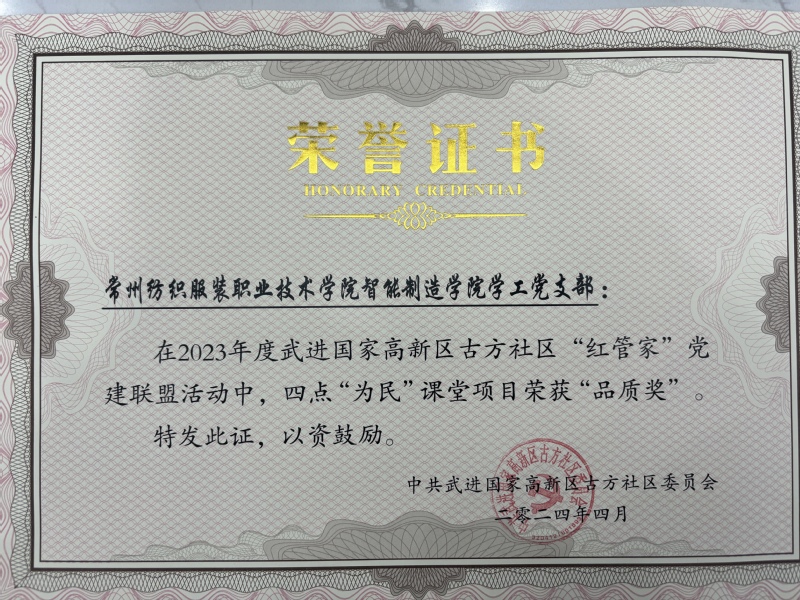 荣誉证书
HONORARY CREDENTIAL
常州纺织服装职业技术学院智能制造学院学工党支部：
在2023年度武进国家高新区古方社区“红管家”党
建联盟活动中，四点“为民”课堂项目荣获“品质奖”。
特发此证，以资鼓励。
中共武进国家高新区古方社区委员会
二零二四年四月